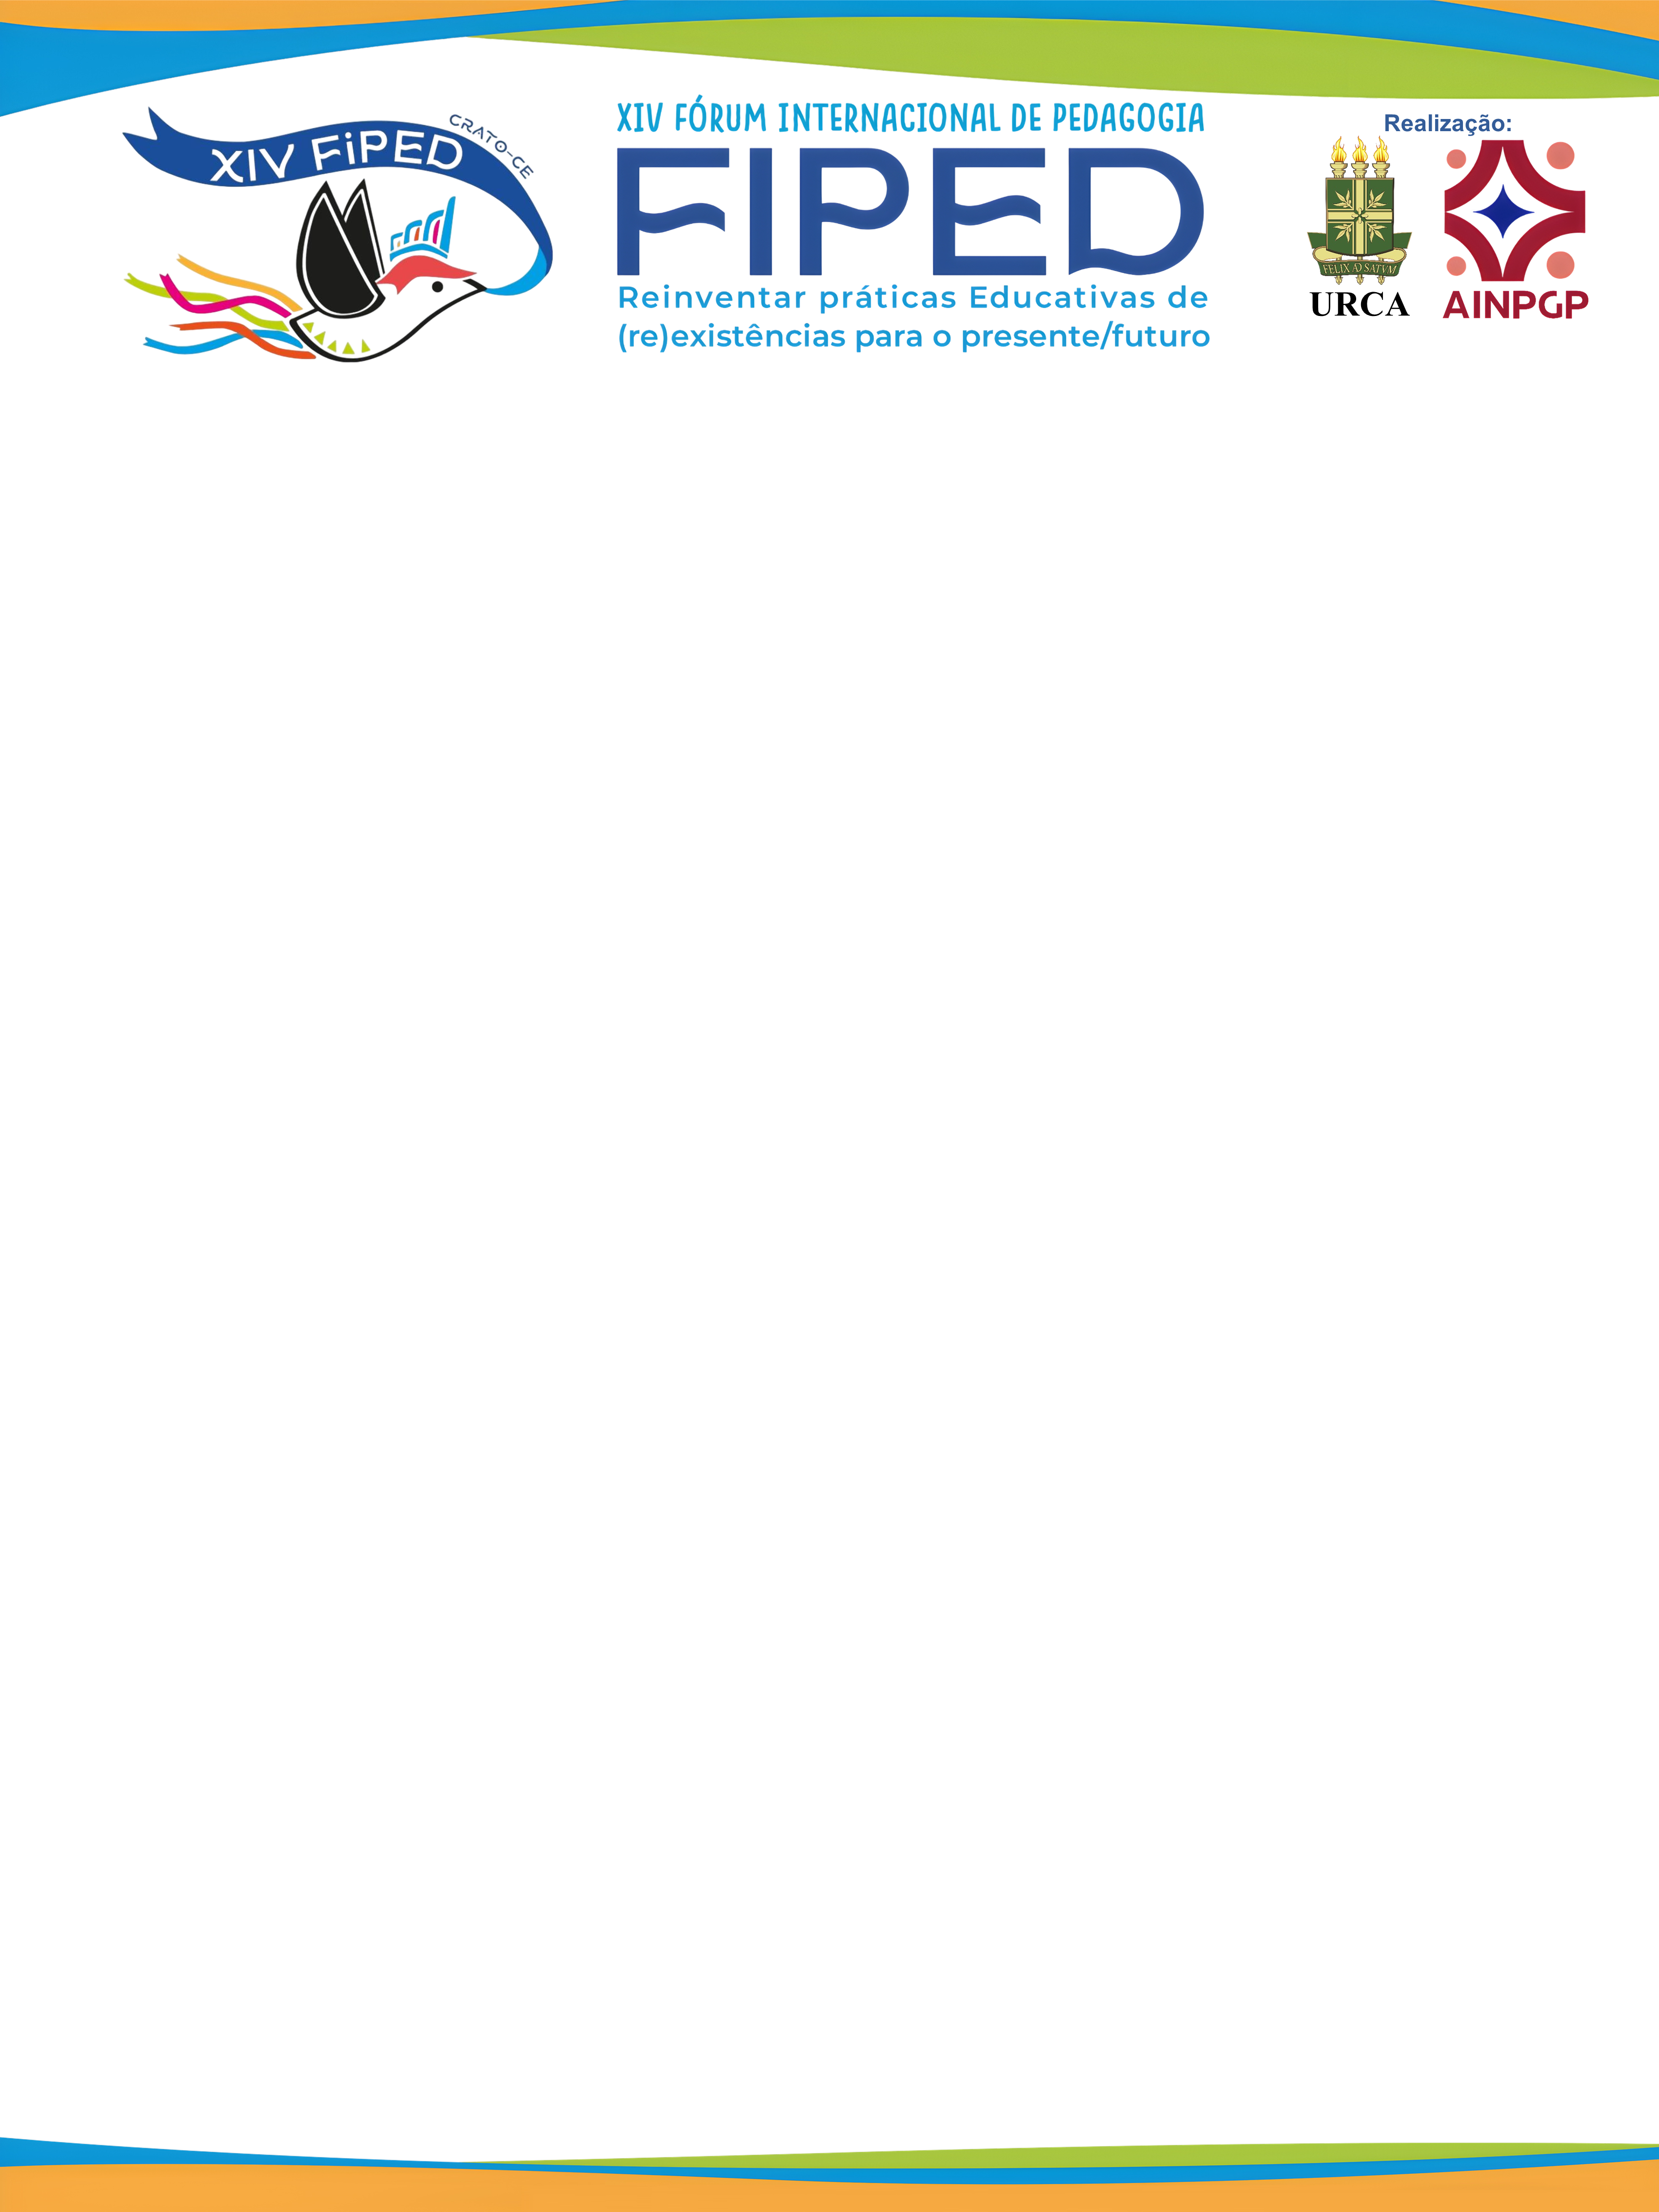 XIV FiPED
CRATO-CE
XIV FÓRUM INTERNACIONAL DE PEDAGOGIA
FIPED
Reinventar práticas Educativas de
(re)existências para o presente/futuro
Realização:
FELIX AD SATVM
URCA
AINPGP